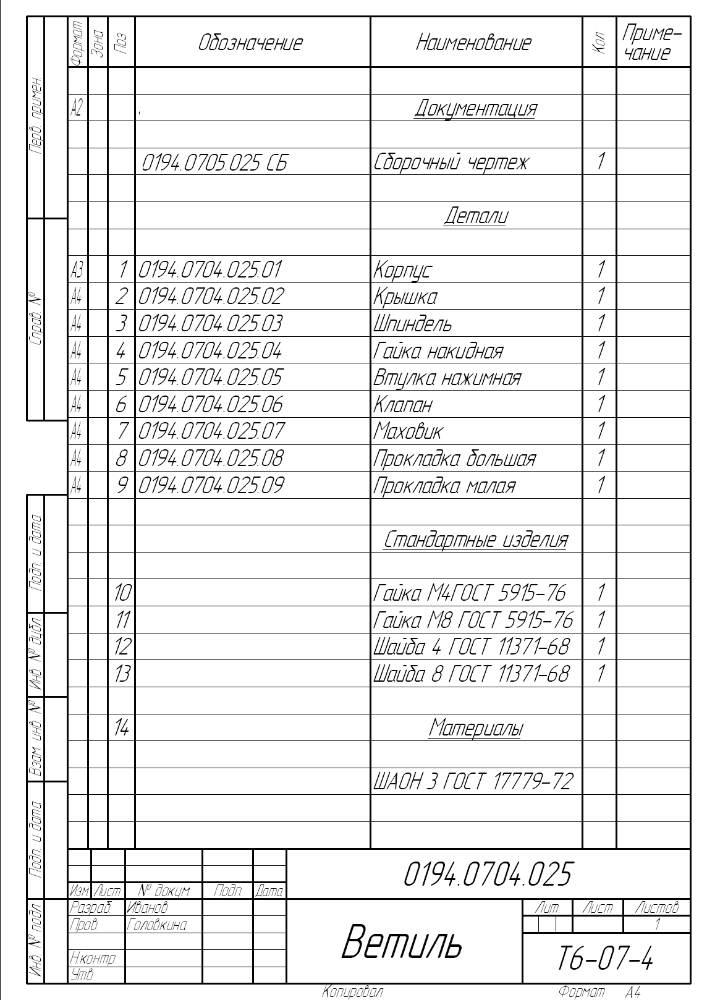 Формат Зона Поз. Обозначение Наименование Кол. Приме-
чание
А2 Документация
0194.0705.025 СБ Сборочный чертеж 1
Детали
А3 1 0194.0704.025.01 Корпус 1
А4 2 0194.0704.025.02 Крышка 1
А4 3 0194.0704.025.03 Шпиндель 1
А4 4 0194.0704.025.04 Гайка накидная 1
А4 5 0194.0704.025.05 Втулка нажимная 1
А4 6 0194.0704.025.06 Клапан 1
А4 7 0194.0704.025.07 Маховик 1
А4 8 0194.0704.025.08 Прокладка большая 1
А4 9 0194.0704.025.09 Прокладка малая 1
Стандартные изделия
10 Гайка М4ГОСТ 5915-76 1
11 Гайка М8 ГОСТ 5915-76 1
12 Шайба 4 ГОСТ 11371-68 1
13 Шайба 8 ГОСТ 11371-68 1
14 Материалы
ШАОН 3 ГОСТ 17779-72
Перв. примен.
Справ. №
Подп. и дата
Инв. № дубл.
Взам. инв. №
Подп. и дата
Инв. № подл.
0194.0704.025
Изм. Лист № докум. Подп. Дата
Разраб. Иванов
Пров. Головкина
Н.контр.
Утв.
Ветиль
Лит. Лист Листов
1
Т6-07-4
Копировал Формат А4